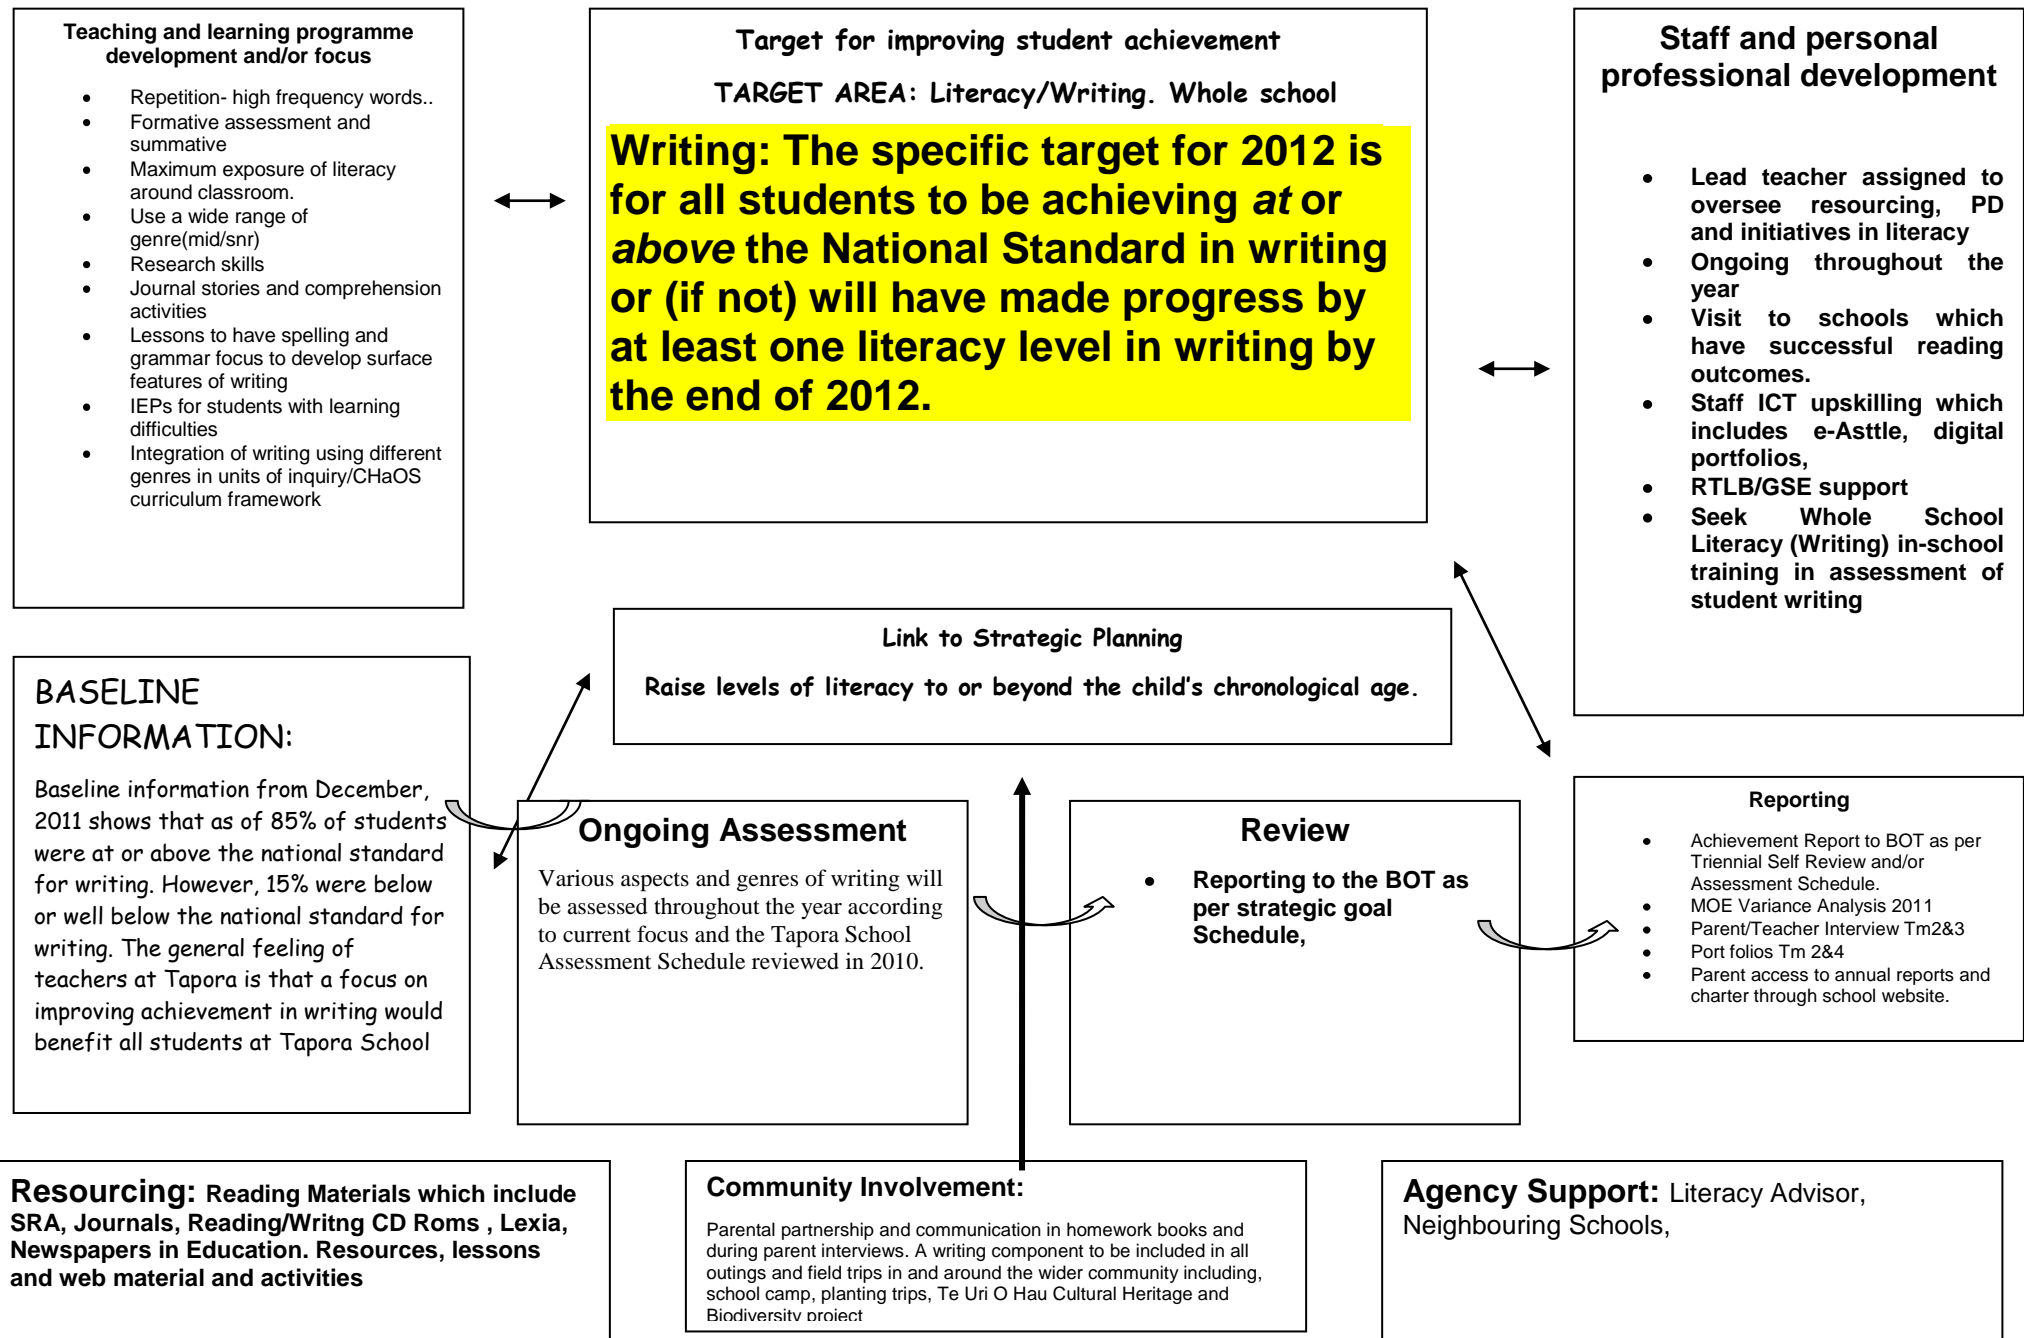 Teaching and learning programme
development and/or focus
• Repetition- high frequency words..
• Formative assessment and
summative
• Maximum exposure of literacy
around classroom.
• Use a wide range of
genre(mid/snr)
• Research skills
• Journal stories and comprehension
activities
• Lessons to have spelling and
grammar focus to develop surface
features of writing
• IEPs for students with learning
difficulties
• Integration of writing using different
genres in units of inquiry/CHaOS
curriculum framework
Target for improving student achievement
TARGET AREA: Literacy/Writing. Whole school
Writing: The specific target for 2012 is
for all students to be achieving at or
above the National Standard in writing
or (if not) will have made progress by
at least one literacy level in writing by
the end of 2012.
Staff and personal
professional development
• Lead teacher assigned to
oversee resourcing, PD
and initiatives in literacy
• Ongoing throughout the
year
• Visit to schools which
have successful reading
outcomes.
• Staff ICT upskilling which
includes e-Asttle, digital
portfolios,
• RTLB/GSE support
• Seek Whole School
Literacy (Writing) in-school
training in assessment of
student writing
Link to Strategic Planning
Raise levels of literacy to or beyond the child's chronological age.
BASELINE
INFORMATION:
Baseline information from December,
2011 shows that as of 85% of students
were at or above the national standard
for writing. However, 15% were below
or well below the national standard for
writing. The general feeling of
teachers at Tapora is that a focus on
improving achievement in writing would
benefit all students at Tapora School
Ongoing Assessment
Various aspects and genres of writing will
be assessed throughout the year according
to current focus and the Tapora School
Assessment Schedule reviewed in 2010.
Review
• Reporting to the BOT as
per strategic goal
Schedule,
Reporting
• Achievement Report to BOT as per
Triennial Self Review and/or
Assessment Schedule.
• MOE Variance Analysis 2011
• Parent/Teacher Interview Tm2&3
• Port folios Tm 2&4
• Parent access to annual reports and
charter through school website.
Resourcing: Reading Materials which include
SRA, Journals, Reading/Writng CD Roms , Lexia,
Newspapers in Education. Resources, lessons
and web material and activities
Community Involvement:
Parental partnership and communication in homework books and
during parent interviews. A writing component to be included in all
outings and field trips in and around the wider community including,
school camp, planting trips, Te Uri O Hau Cultural Heritage and
Biodiversity project
Agency Support: Literacy Advisor,
Neighbouring Schools,